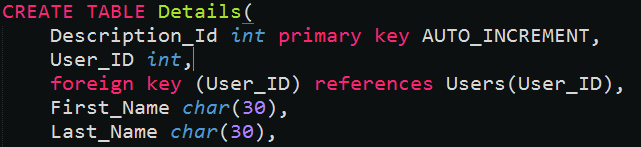 CREATE TABLE Details(
Description_Id int primary key AUTO_INCREMENT,
User_ID int,
foreign key (User_ID) references Users(User_ID),
First_Name char(30),
Last_Name char(30),